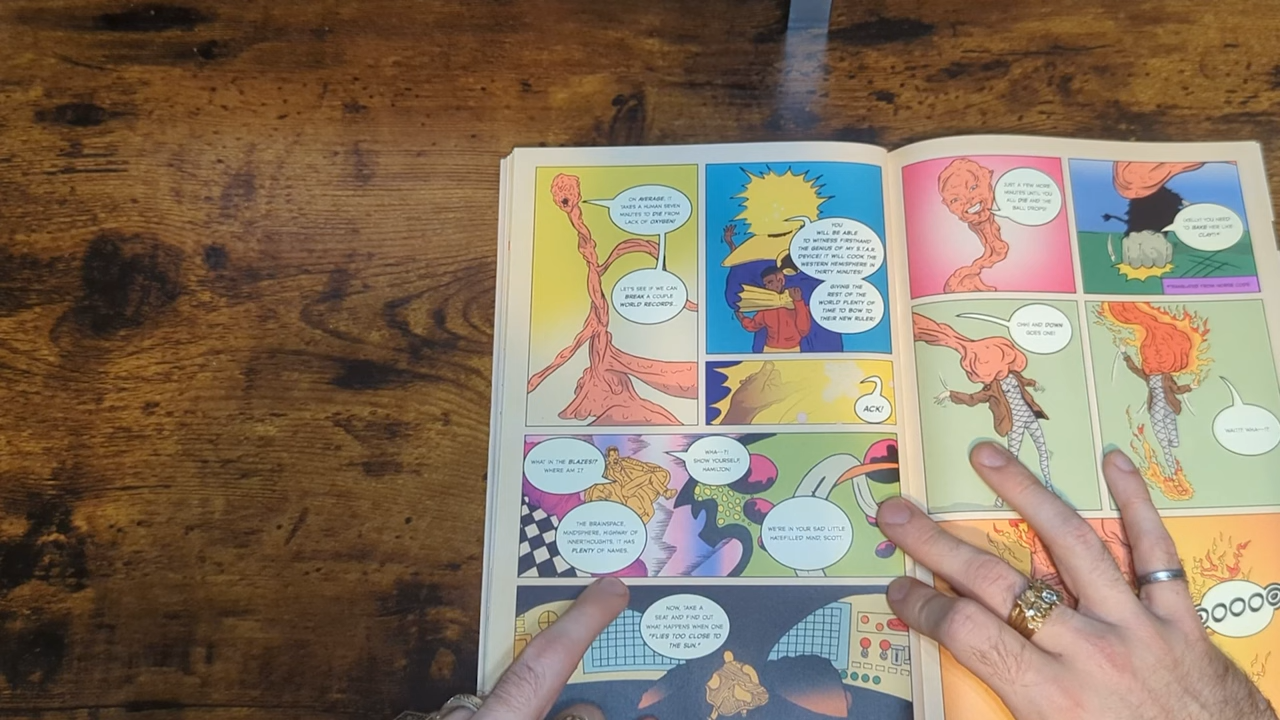 ON AVERAGE, IT
TAKES A HUMAN SEVEN
MINUTES TO DIE FROM
LACK OF OXYGEN!
LET'S SEE IF WE CAN
BREAK A COUPLE
WORLD RECORDS.
YOU
WILL BE ABLE
TO WITNESS FIRSTHAND
THE GENIUS OF MY S.T.A.R.
DEVICE! IT WILL COOK THE
WESTERN HEMISPHERE IN
THIRTY MINUTES!
GIVING THE
REST OF THE
WORLD PLENTY OF
TIME TO BOW TO
THEIR NEW RULER!
ACK!
WHAT IN THE BLAZES!?
WHERE AM I?
THE BRAINSPACE,
MINDSPHERE, HIGHWAY OF
INNERTHOUGHTS. IT HAS
PLENTY OF NAMES.
WHA—?!
SHOW YOURSELF,
HAMILTON!
WE'RE IN YOUR SAD LITTLE
HATEFILLED MIND, SCOTT.
NOW, TAKE A
SEAT AND FIND OUT
WHAT HAPPENS WHEN ONE
"FLIES TOO CLOSE TO
THE SUN."
JUST A FEW MORE
MINUTES UNTIL YOU
ALL DIE AND THE
BALL DROPS!
YOU NEED
TO
AND DOWN
GOES ONE!
OOOO